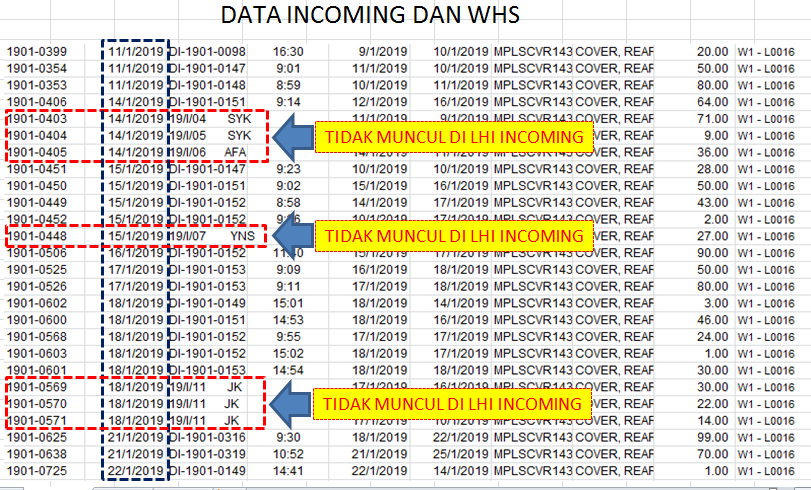 DATA INCOMING DAN WHS
1901-0399 11/1/2019 DI-1901-0098 16:30 9/1/2019 10/1/2019 MPLSCVR143 COVER, REAF 20.00 W1 - L0016
1901-0354 11/1/2019 DI-1901-0147 9:01 11/1/2019 10/1/2019 MPLSCVR143 COVER, REAF 50.00 W1 - L0016
1901-0353 11/1/2019 DI-1901-0148 8:59 10/1/2019 11/1/2019 MPLSCVR143 COVER, REAF 80.00 W1 - L0016
1901-0406 14/1/2019 DI-1901-0151 9:14 12/1/2019 16/1/2019 MPLSCVR143 COVER, REAF 64.00 W1 - L0016
1901-0403 14/1/2019 19/I/04 SYK 11/1/2019 9/1/2019 MPLSCVR143 COVER, REAF 71.00 W1 - L0016
1901-0404 14/1/2019 19/I/05 SYK TIDAK MUNCUL DI LHI INCOMING VER, REAF 9.00 W1 - L0016
1901-0405 14/1/2019 19/I/06 AFA 36.00 W1 - L0016
1901-0451 15/1/2019 DI-1901-0147 9:23 10/1/2019 10/1/2019 MPLSCVR143 COVER, REAF 28.00 W1 - L0016
1901-0450 15/1/2019 DI-1901-0151 9:02 15/1/2019 16/1/2019 MPLSCVR143 COVER, REAF 50.00 W1 - L0016
1901-0449 15/1/2019 DI-1901-0152 8:58 14/1/2019 17/1/2019 MPLSCVR143 COVER, REAF 43.00 W1 - L0016
1901-0452 15/1/2019 DI-1901-0152 2.00 W1 - L0016
1901-0448 15/1/2019 19/I/07 YNS TIDAK MUNCUL DI LHI INCOMING VER, REAF 27.00 W1 - L0016
1901-0506 16/1/2019 DI-1901-0152 11:40 15/1/2019 17/1/2019 MPLSCVR143 COVER, REAF 90.00 W1 - L0016
1901-0525 17/1/2019 DI-1901-0153 9:09 16/1/2019 18/1/2019 MPLSCVR143 COVER, REAF 50.00 W1 - L0016
1901-0526 17/1/2019 DI-1901-0153 9:11 17/1/2019 18/1/2019 MPLSCVR143 COVER, REAF 80.00 W1 - L0016
1901-0602 18/1/2019 DI-1901-0149 15:01 18/1/2019 14/1/2019 MPLSCVR143 COVER, REAF 3.00 W1 - L0016
1901-0600 18/1/2019 DI-1901-0151 14:53 18/1/2019 16/1/2019 MPLSCVR143 COVER, REAF 46.00 W1 - L0016
1901-0568 18/1/2019 DI-1901-0152 9:55 17/1/2019 17/1/2019 MPLSCVR143 COVER, REAF 24.00 W1 - L0016
1901-0603 18/1/2019 DI-1901-0152 15:02 18/1/2019 17/1/2019 MPLSCVR143 COVER, REAF 1.00 W1 - L0016
1901-0601 18/1/2019 DI-1901-0153 14:54 18/1/2019 18/1/2019 MPLSCVR143 COVER, REAF 30.00 W1 - L0016
1901-0569 18/1/2019 19/I/11 JK 17/1/2019 16/1/2019 MPLSCVR143 COVER, REAF 30.00 W1 - L0016
1901-0570 18/1/2019 19/I/11 JK TIDAK MUNCUL DI LHI INCOMING VER, REAF 22.00 W1 - L0016
1901-0571 18/1/2019 19/I/11 JK 14.00 W1 - L0016
1901-0625 21/1/2019 DI-1901-0316 9:30 18/1/2019 22/1/2019 MPLSCVR143 COVER, REAF 99.00 W1 - L0016
1901-0638 21/1/2019 DI-1901-0319 10:52 21/1/2019 25/1/2019 MPLSCVR143 COVER, REAF 70.00 W1 - L0016
1901-0725 22/1/2019 DI-1901-0149 14:41 22/1/2019 14/1/2019 MPLSCVR143 COVER, REAF 1.00 W1 - L0016